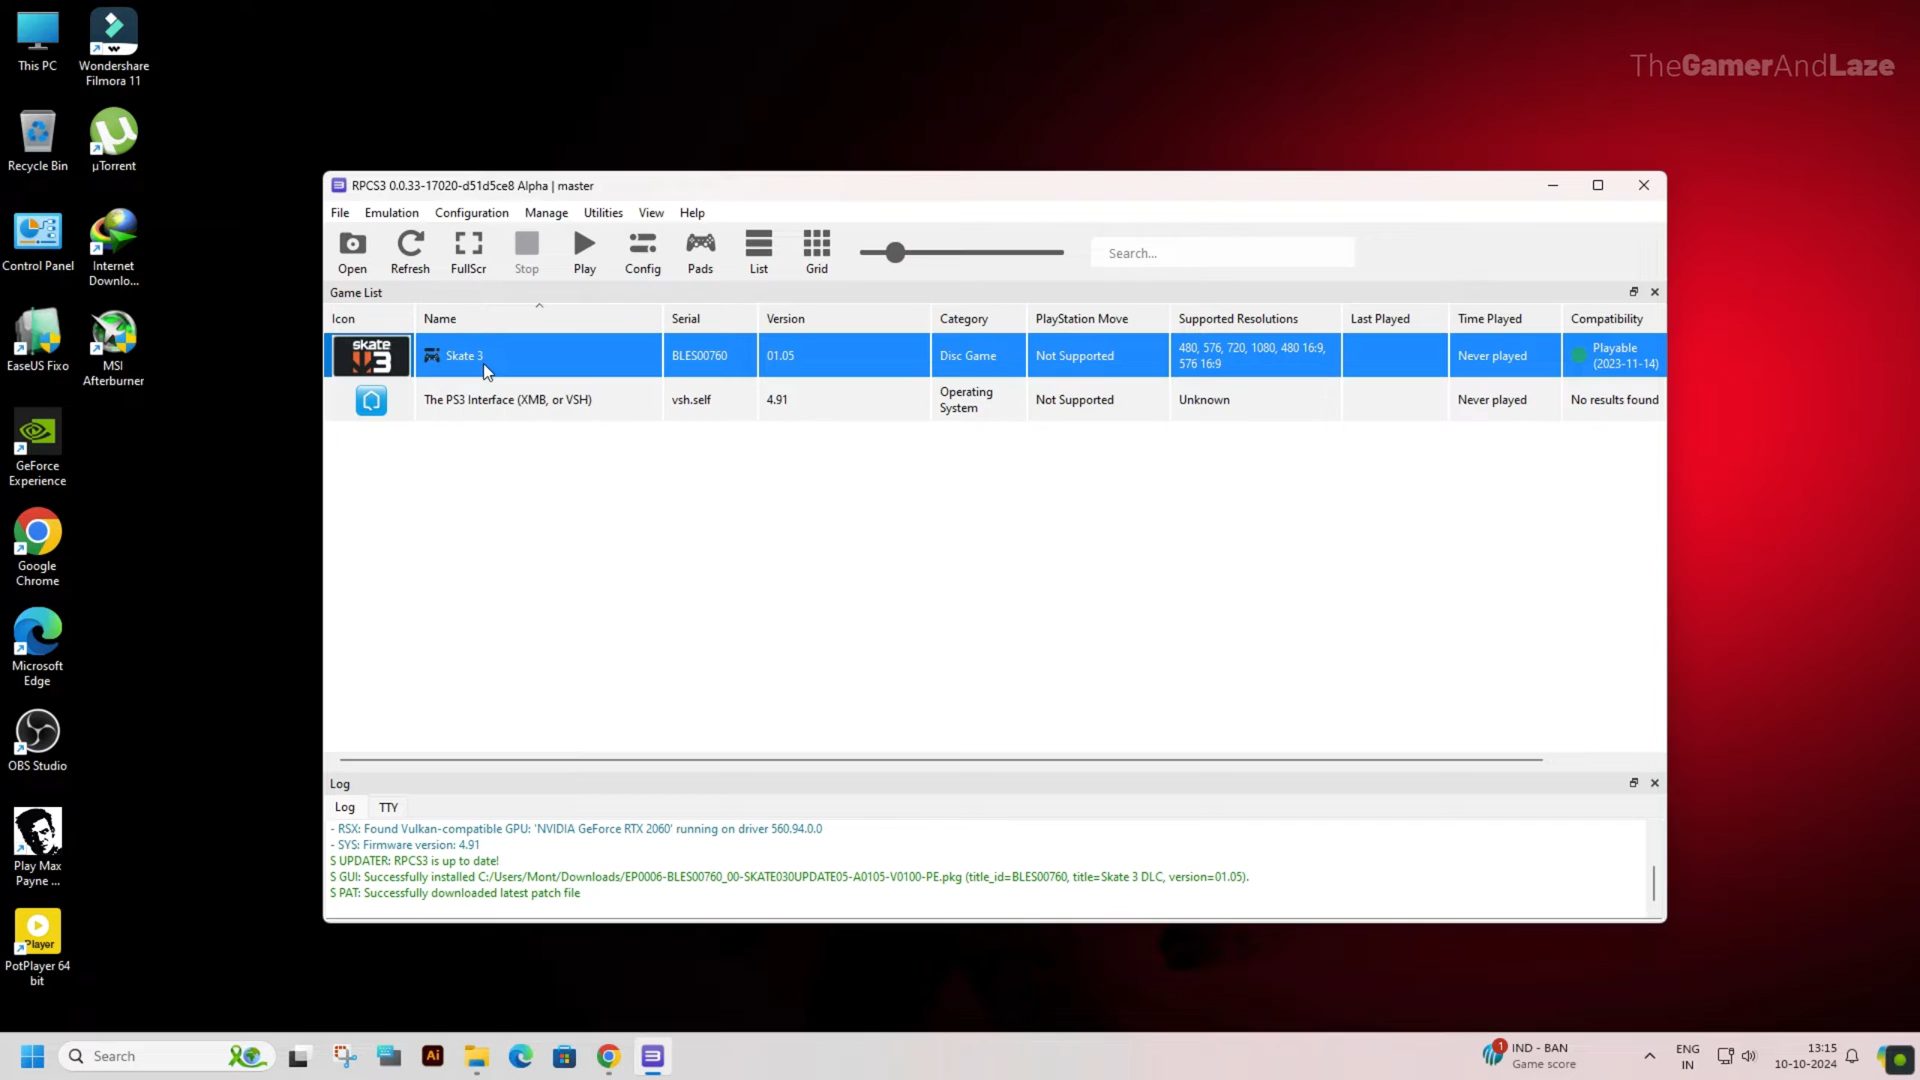 This PC
Wondershare
Filmora 11
TheGamerAndLaze
Recycle Bin
µTorrent
Control Panel
Internet
Downlo...
EaseUS Fixo
MSI
Afterburner
GeForce
Experience
Google
Chrome
Microsoft
Edge
OBS Studio
Play Max
Payne ...
Player
PotPlayer 64
bit
RPCS3 0.0.33-17020-d51d5ce8 Alpha | master
File Emulation Configuration Manage Utilities View Help
Open Refresh FullScr Stop Play Config Pads List Grid Search...
Game List
Icon Name Serial Version Category PlayStation Move Supported Resolutions Last Played Time Played Compatibility
skate 3 Skate 3 BLES00760 01.05 Disc Game Not Supported 480, 576, 720, 1080, 480 16:9, 576 16:9 Never played Playable (2023-11-14)
The PS3 Interface (XMB, or VSH) vsh.self 4.91 Operating System Not Supported Unknown Never played No results found
Log
Log TTY
- RSX: Found Vulkan-compatible GPU: 'NVIDIA GeForce RTX 2060' running on driver 560.94.0.0
- SYS: Firmware version: 4.91
S UPDATER: RPCS3 is up to date!
S GUI: Successfully installed C:/Users/Mont/Downloads/EP0006-BLES00760_00-SKATE030UPDATE05-A0105-V0100-PE.pkg (title_id=BLES00760, title=Skate 3 DLC, version=01.05).
S PAT: Successfully downloaded latest patch file
Search
Ai
1
IND - BAN
Game score
ENG
IN
13:15
10-10-2024